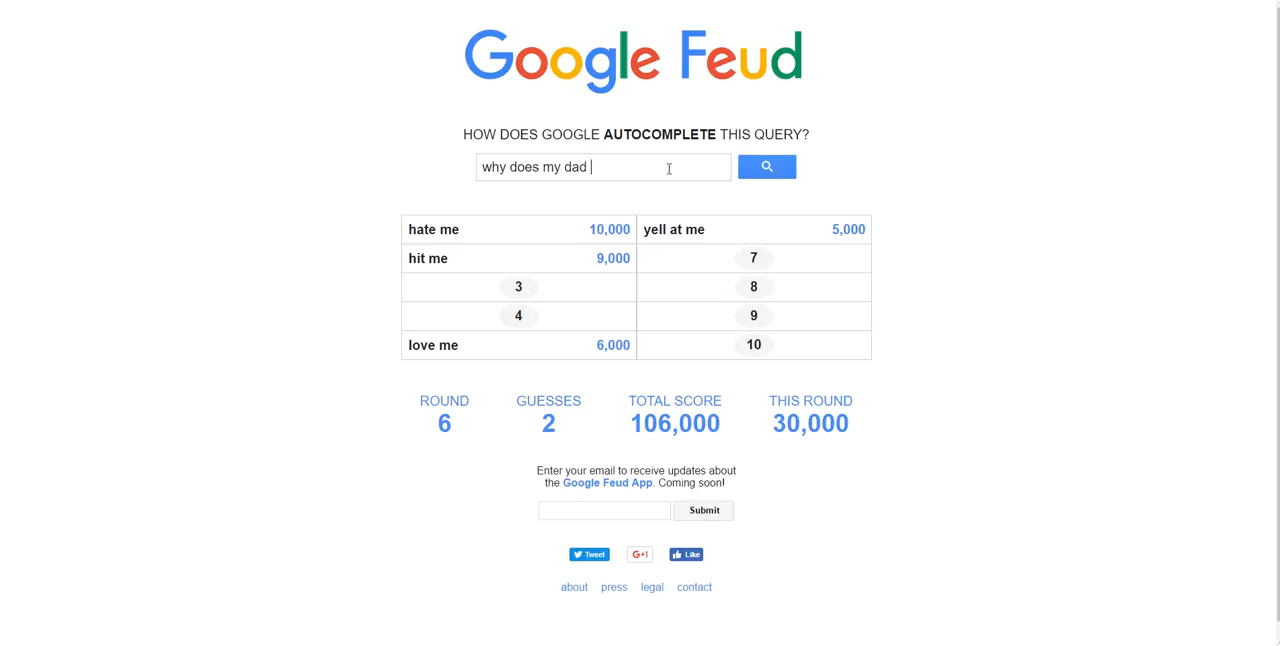 Google Feud
HOW DOES GOOGLE AUTOCOMPLETE THIS QUERY?
why does my dad
hate me 10,000 yell at me 5,000
hit me 9,000 7
3 8
4 9
love me 6,000 10
ROUND GUESSES TOTAL SCORE THIS ROUND
6 2 106,000 30,000
Enter your email to receive updates about
the Google Feud App. Coming soon!
Submit
Tweet G+1 Like
about press legal contact